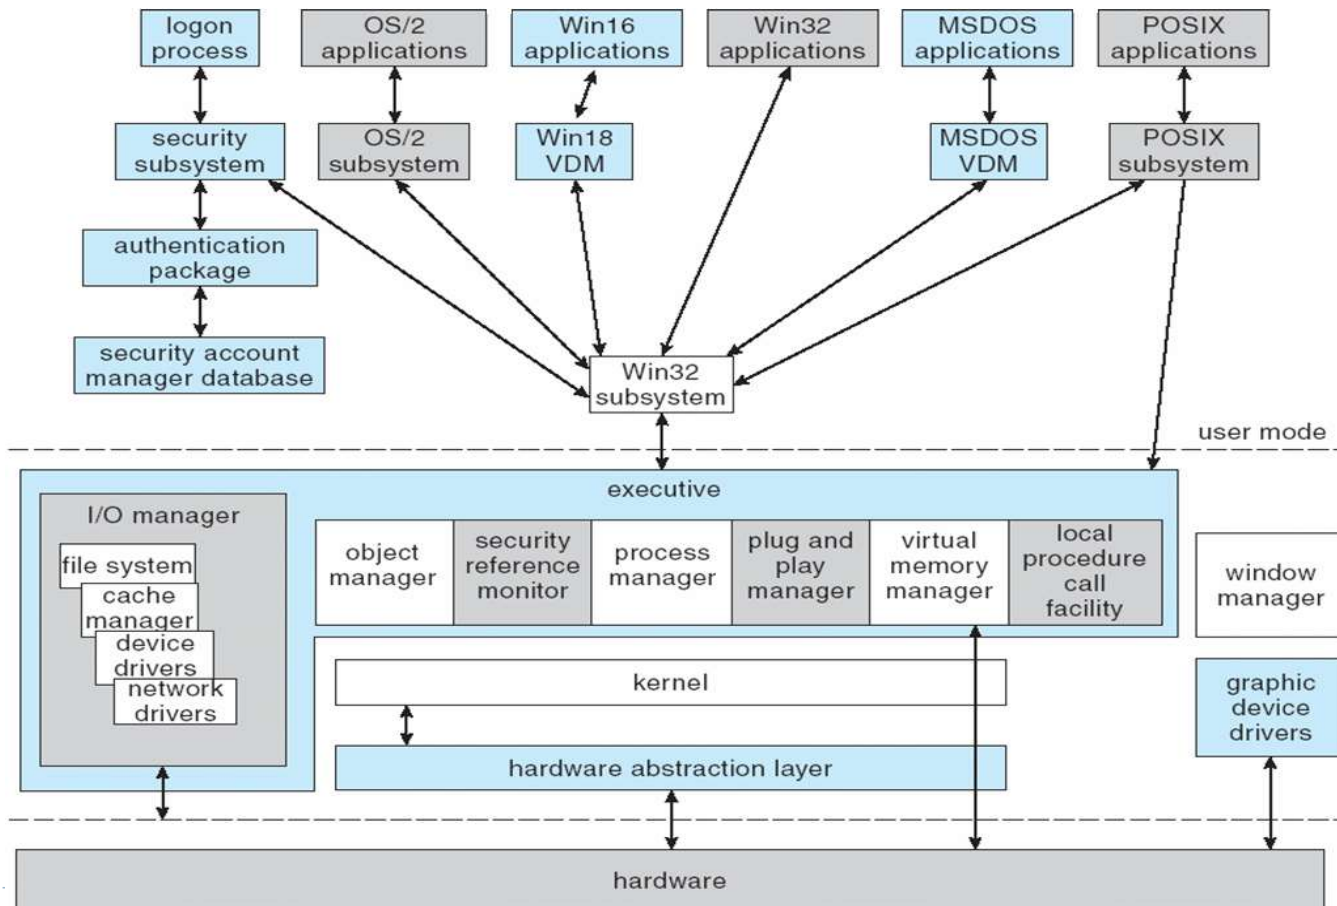 logon
process
OS/2
applications
Win16
applications
Win32
applications
MSDOS
applications
POSIX
applications
security
subsystem
OS/2
subsystem
Win18
VDM
MSDOS
VDM
POSIX
subsystem
authentication
package
security account
manager database
Win32
subsystem
user mode
executive
I/O manager
file system
cache
manager
device
drivers
network
drivers
object
manager
security
reference
monitor
process
manager
plug and
play
manager
virtual
memory
manager
local
procedure
call
facility
window
manager
kernel
graphic
device
drivers
hardware abstraction layer
hardware